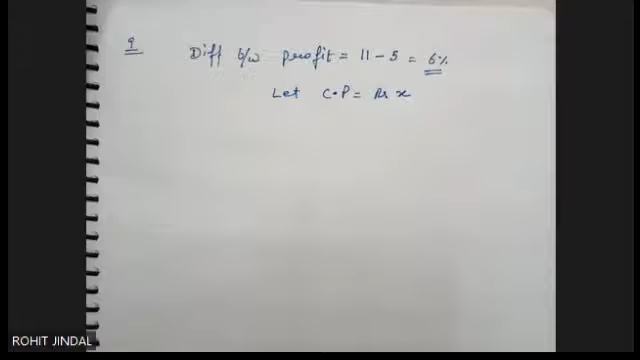 9
Diff b/w profit = 11 - 5 = 6%
Let C.P = Rs x
ROHIT JINDAL